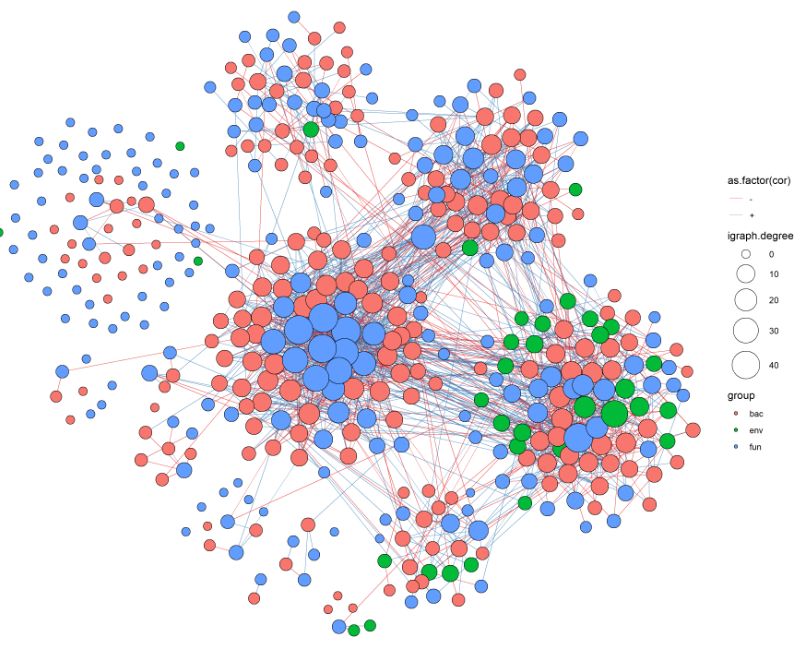 as.factor(cor)
-
+
igraph.degree
0
10
20
30
40
group
bac
env
fun